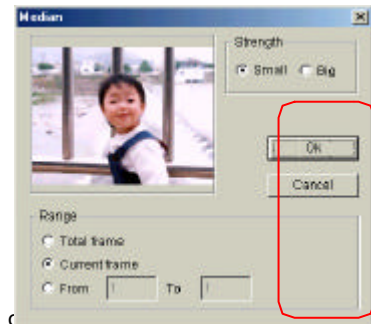 Median
Strength
Small Big
Ok
Cancel
Range
Total frame
Current frame
From 1 To 1